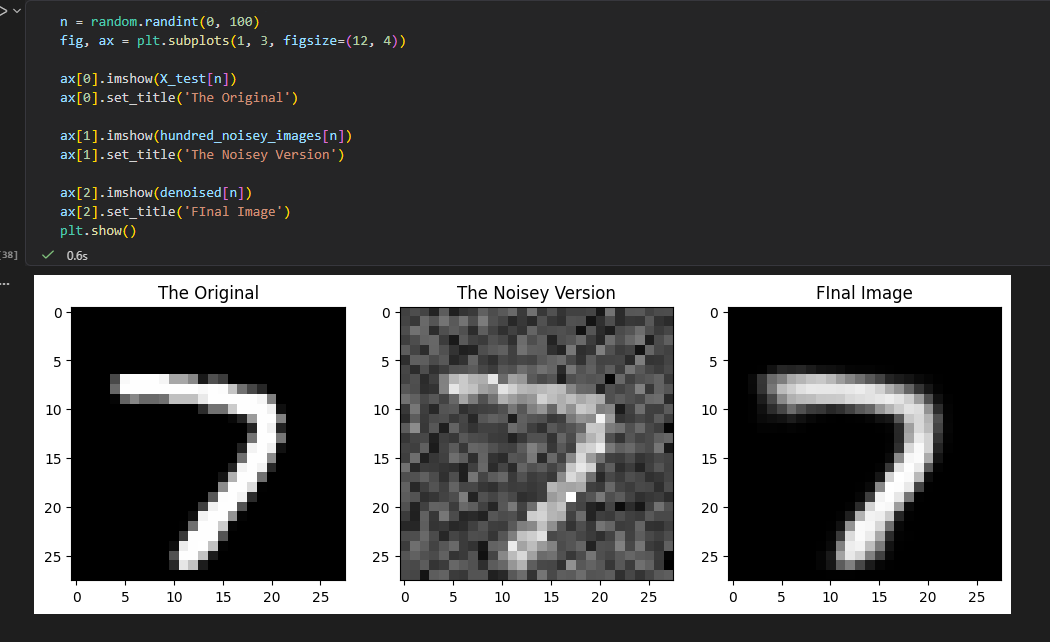 n = random.randint(0, 100)
fig, ax = plt.subplots(1, 3, figsize=(12, 4))
ax[0].imshow(X_test[n])
ax[0].set_title('The Original')
ax[1].imshow(hundred_noisey_images[n])
ax[1].set_title('The Noisey Version')
ax[2].imshow(denoised[n])
ax[2].set_title('FInal Image')
plt.show()
[38]
0.6s
...
The Original
0
5
10
15
20
25
0 5 10 15 20 25
The Noisey Version
0
5
10
15
20
25
0 5 10 15 20 25
FInal Image
0
5
10
15
20
25
0 5 10 15 20 25